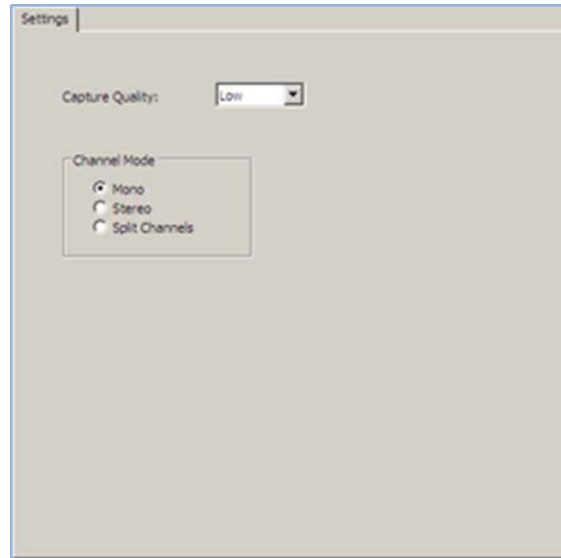 Settings
Capture Quality: Low
Channel Mode
Mono
Stereo
Split Channels